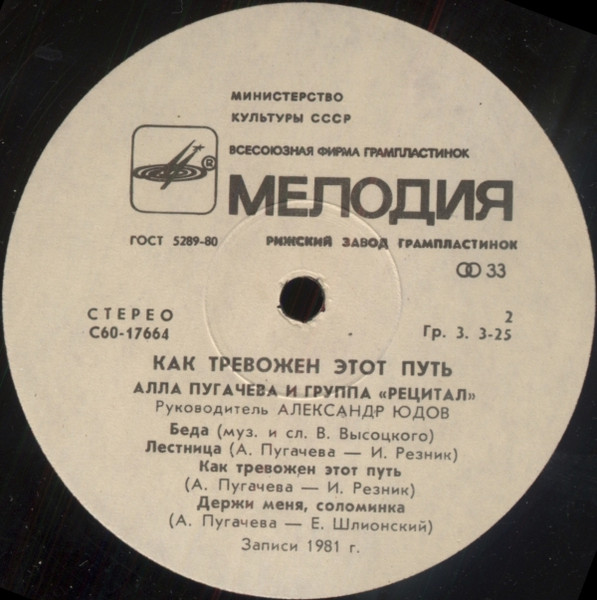 МИНИСТЕРСТВО
КУЛЬТУРЫ СССР
ВСЕСОЮЗНАЯ ФИРМА ГРАМПЛАСТИНОК
® МЕЛОДИЯ
ГОСТ 5289-80 РИЖСКИЙ ЗАВОД ГРАМПЛАСТИНОК
33
СТЕРЕО 2
С60-17664 Гр. 3. 3-25
КАК ТРЕВОЖЕН ЭТОТ ПУТЬ
АЛЛА ПУГАЧЕВА И ГРУППА «РЕЦИТАЛ»
Руководитель АЛЕКСАНДР ЮДОВ
Беда (муз. и сл. В. Высоцкого)
Лестница (А. Пугачева — И. Резник)
Как тревожен этот путь
(А. Пугачева — И. Резник)
Держи меня, соломинка
(А. Пугачева — Е. Шлионский)
Записи 1981 г.